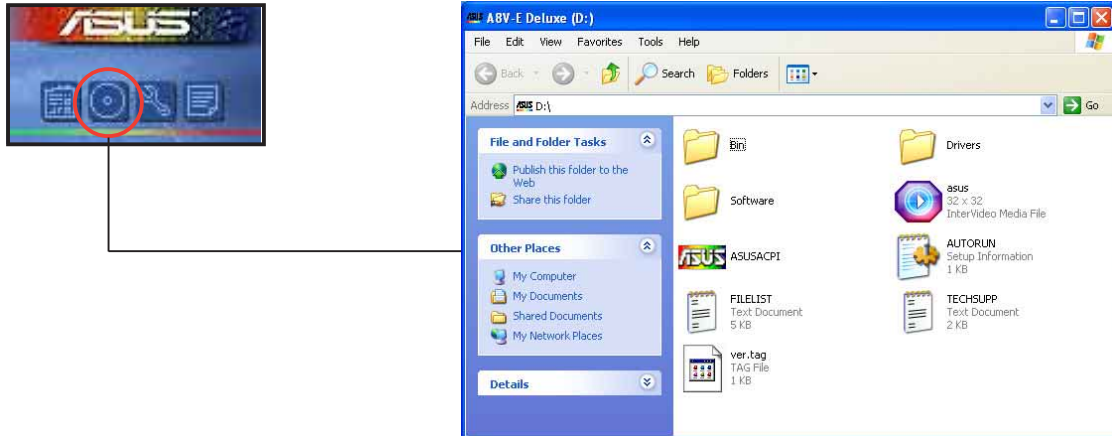 ASUS
A8V-E Deluxe (D:)
File Edit View Favorites Tools Help
Back Search Folders
Address D:\ Go
File and Folder Tasks
Publish this folder to the
Web
Share this folder
Other Places
My Computer
My Documents
Shared Documents
My Network Places
Details
Bin
Drivers
Software
asus
32 x 32
InterVideo Media File
ASUS ASUSACPI
AUTORUN
Setup Information
1 KB
FILELIST
Text Document
5 KB
TECHSUPP
Text Document
2 KB
ver.tag
TAG File
1 KB